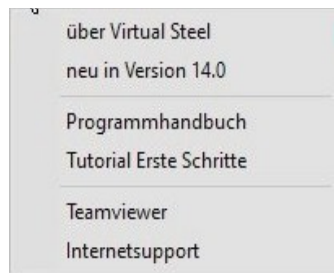 über Virtual Steel
neu in Version 14.0
Programmhandbuch
Tutorial Erste Schritte
Teamviewer
Internetsupport